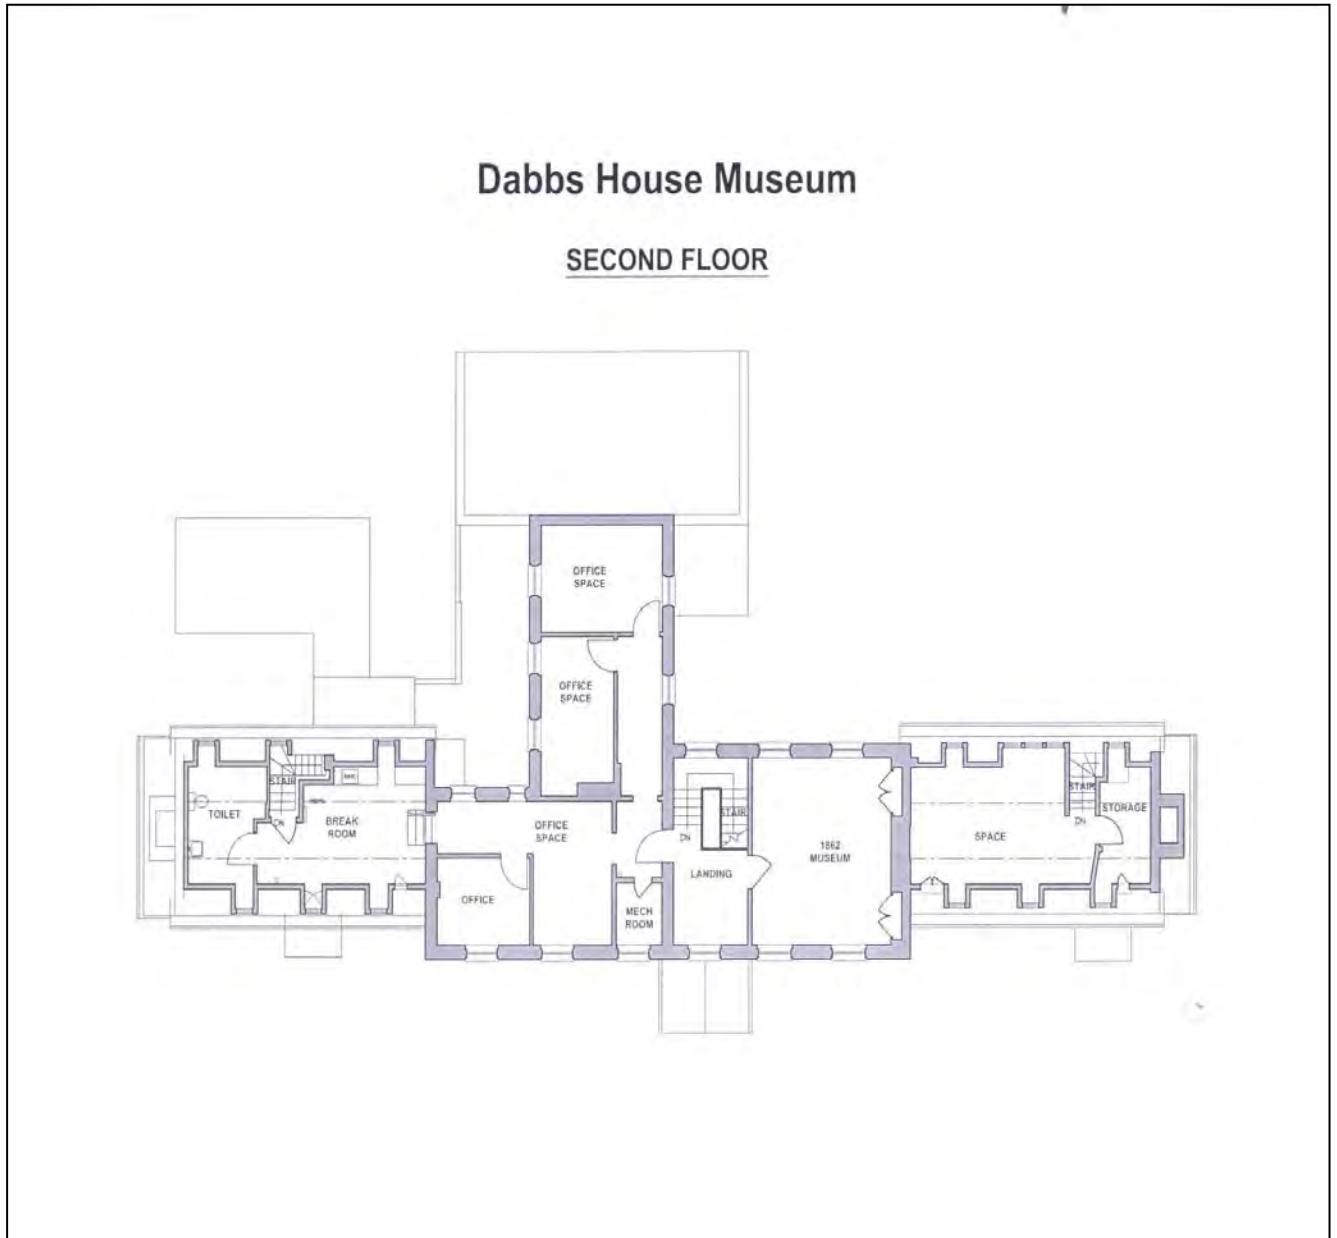 Dabbs House Museum
SECOND FLOOR
OFFICE
SPACE
OFFICE
SPACE
STAIR
TOILET
DN
BREAK
ROOM
OFFICE
SPACE
OFFICE
MECH
ROOM
STAIR
DN
LANDING
1862
MUSEUM
SPACE
STAIR
DN
STORAGE